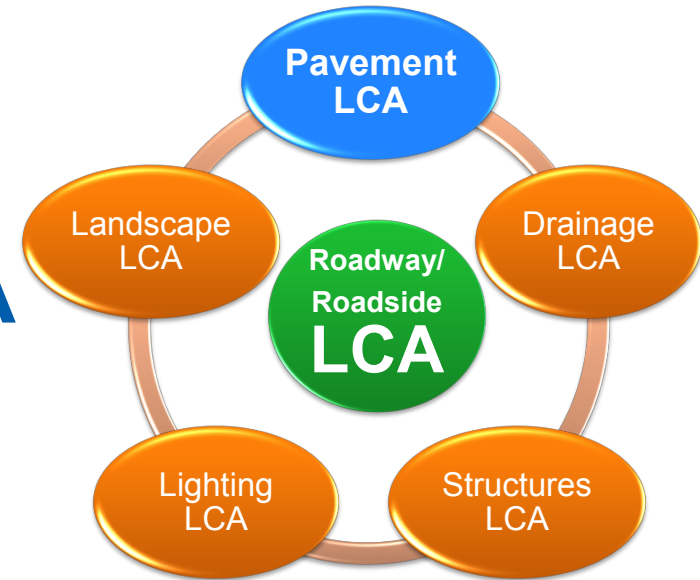 Pavement
LCA
Landscape
LCA
Drainage
LCA
Roadway/
Roadside
LCA
A
Lighting
LCA
Structures
LCA